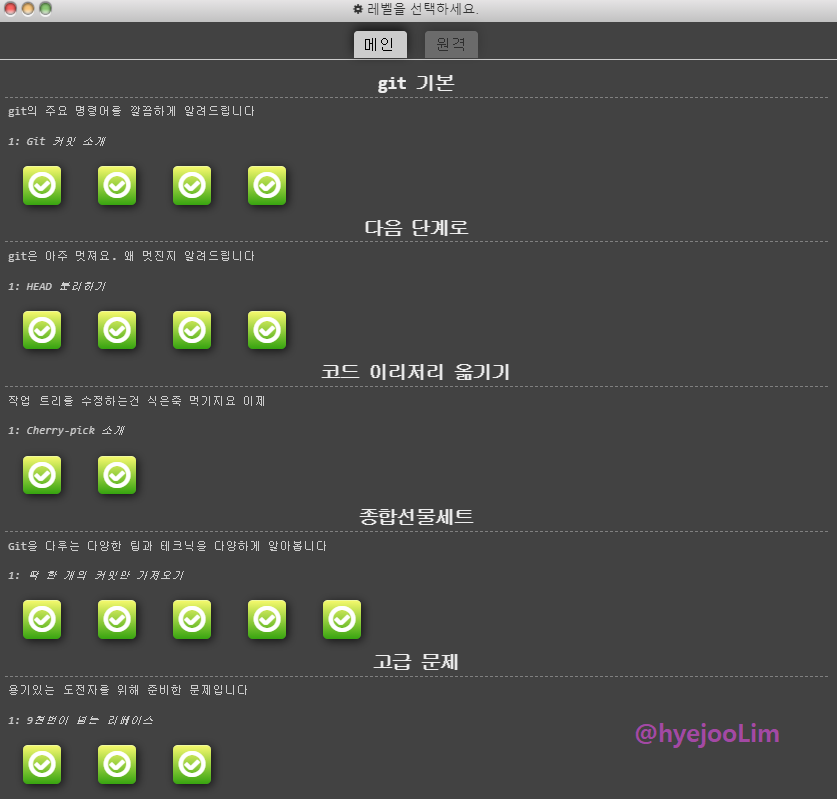 레벨을 선택하세요.
메인 원격
git 기본
git의 주요 명령어를 깔끔하게 알려드립니다
1: Git 커밋 소개
다음 단계로
git은 아주 멋져요. 왜 멋진지 알려드립니다
1: HEAD 분리하기
코드 이리저리 옮기기
작업 트리를 수정하는건 식은죽 먹기지요 이제
1: Cherry-pick 소개
종합선물세트
Git을 다루는 다양한 팁과 테크닉을 다양하게 알아봅니다
1: 딱 한 개의 커밋만 가져오기
고급 문제
용기있는 도전자를 위해 준비한 문제입니다
1: 9천번이 넘는 리베이스
@hyejooLim